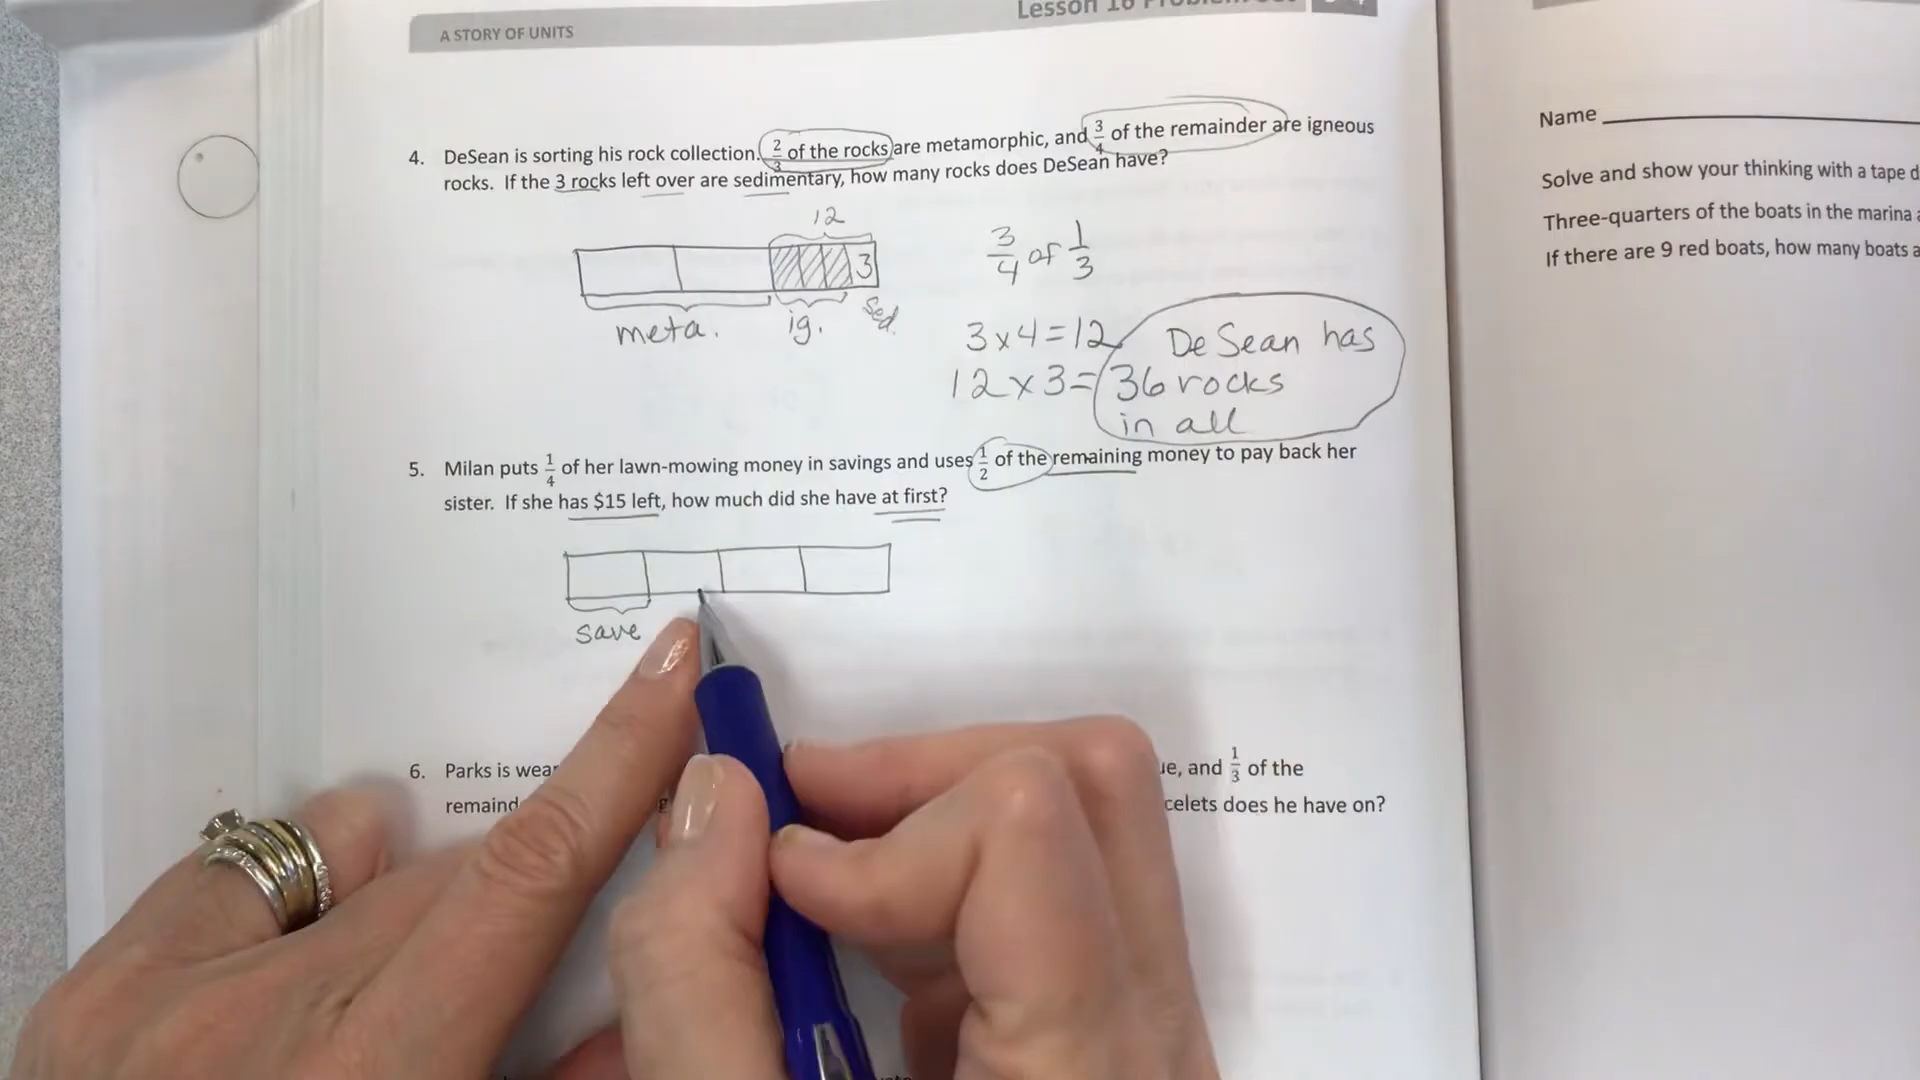 A STORY OF UNITS
Lesson 16
4. DeSean is sorting his rock collection. 2/3 of the rocks are metamorphic, and 3/4 of the remainder are igneous
rocks. If the 3 rocks left over are sedimentary, how many rocks does DeSean have?
12
3
meta. ig. sed.
3/4 of 1/3
3 x 4 = 12
12 x 3 = 36 rocks
DeSean has
in all
5. Milan puts 1/4 of her lawn-mowing money in savings and uses 1/2 of the remaining money to pay back her
sister. If she has $15 left, how much did she have at first?
save
6. Parks is wear
ue, and 1/3 of the
remaind
celets does he have on?
Name
Solve and show your thinking with a tape d
Three-quarters of the boats in the marina a
If there are 9 red boats, how many boats a